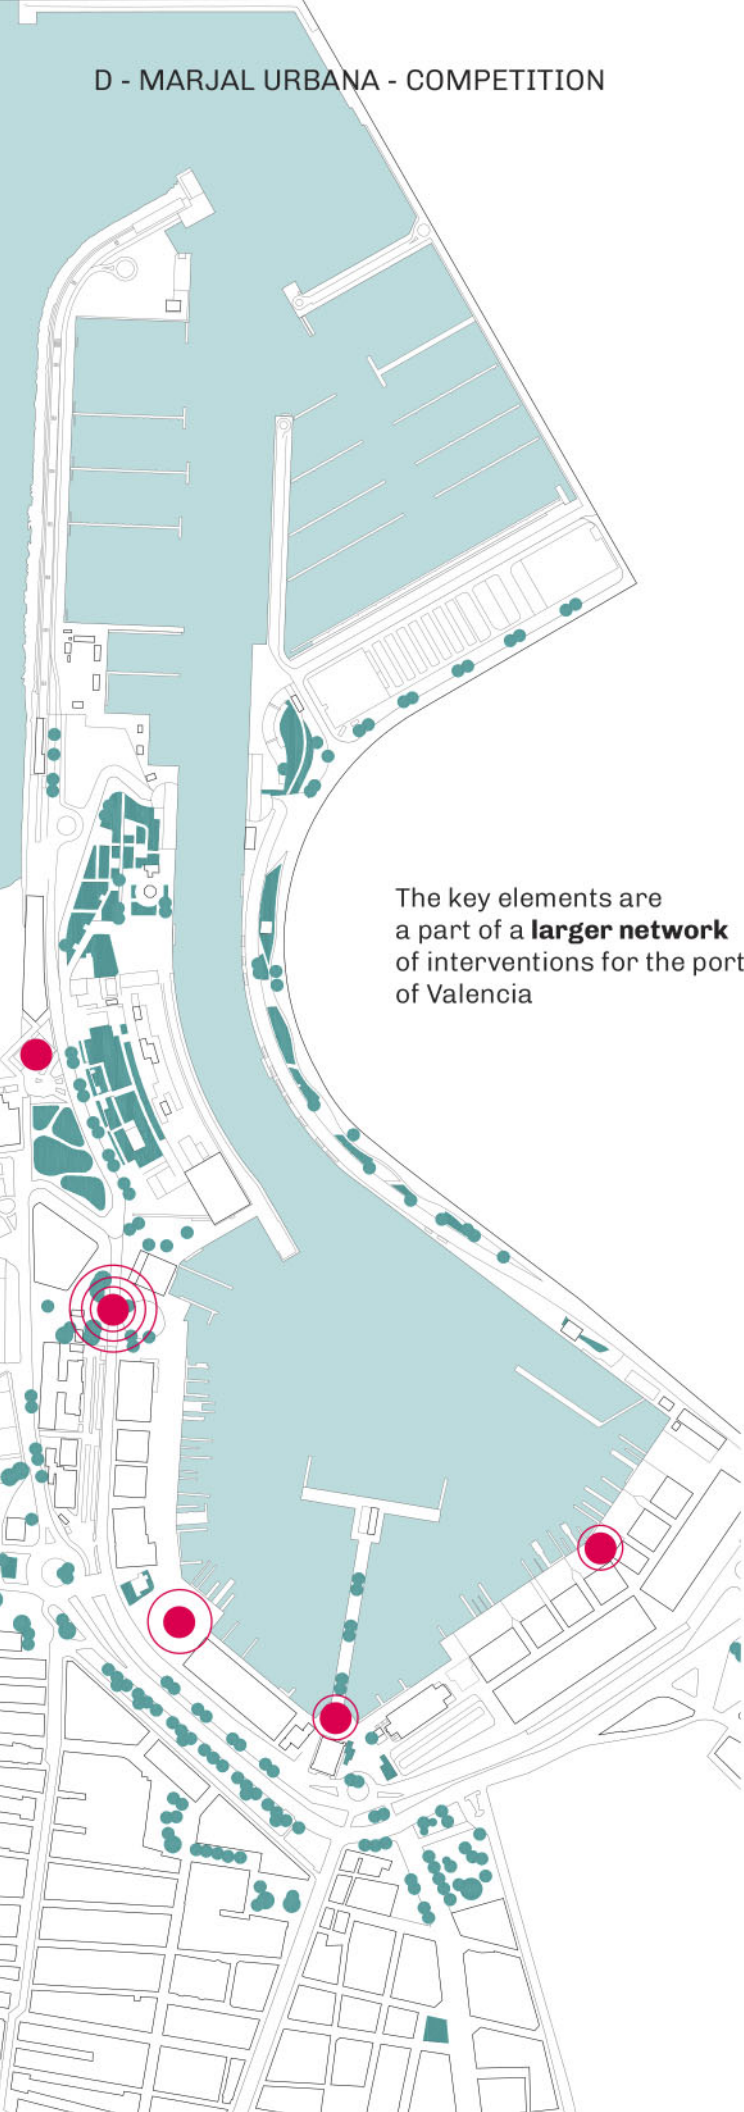 D - MARJAL URBANA - COMPETITION
The key elements are
a part of a larger network
of interventions for the port
of Valencia